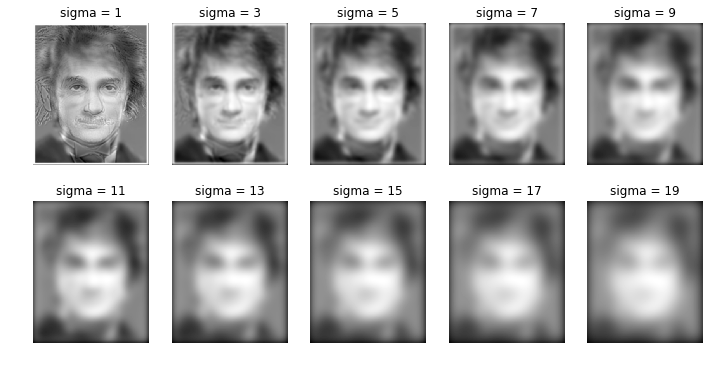 sigma = 1
sigma = 3
sigma = 5
sigma = 7
sigma = 9
sigma = 11
sigma = 13
sigma = 15
sigma = 17
sigma = 19